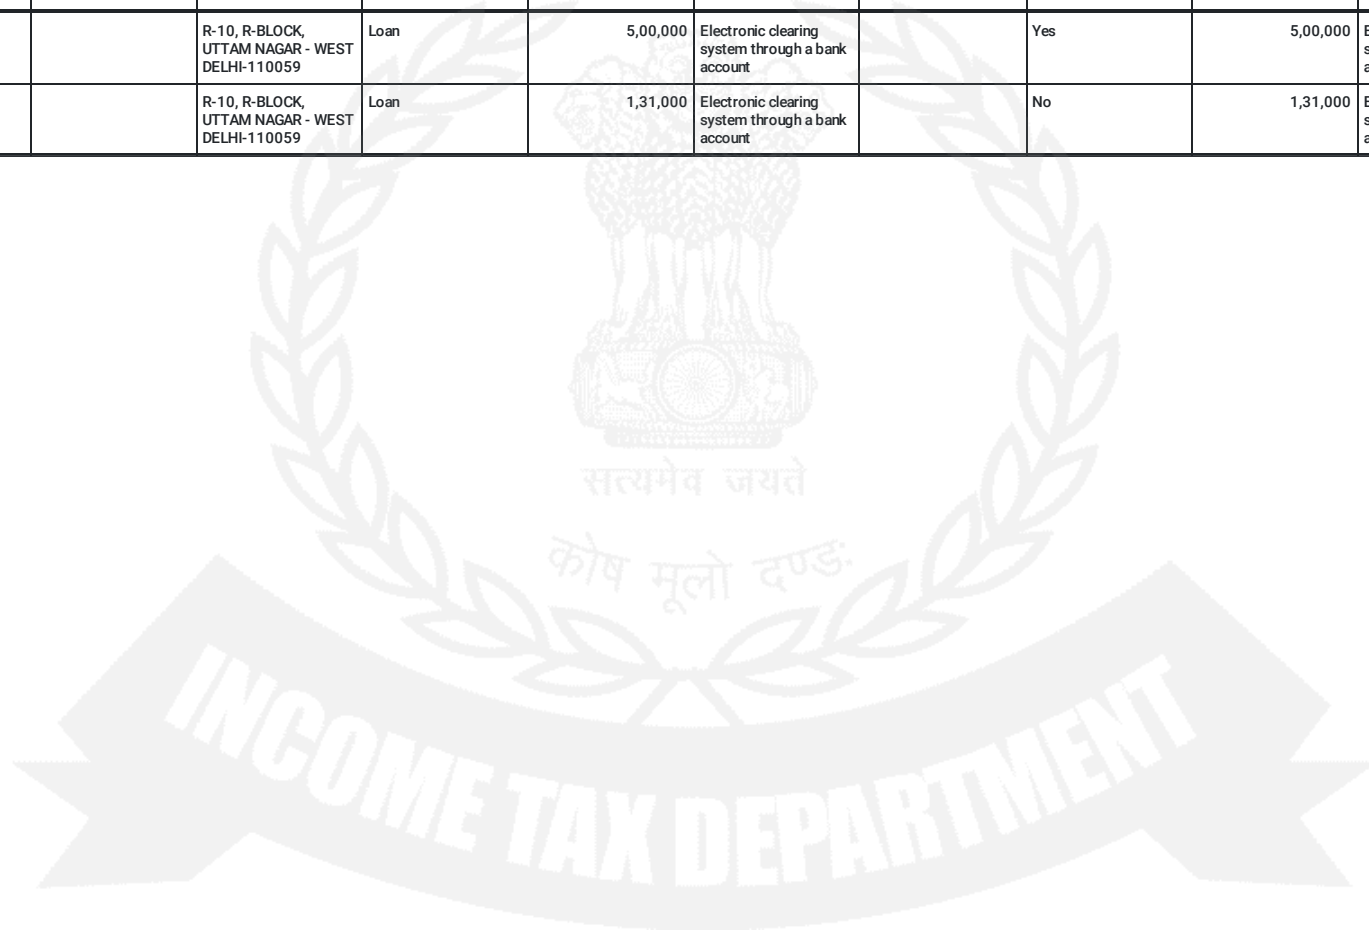 R-10, R-BLOCK, Loan 5,00,000 Electronic clearing Yes 5,00,000
UTTAM NAGAR - WEST system through a bank
DELHI-110059 account
R-10, R-BLOCK, Loan 1,31,000 Electronic clearing No 1,31,000
UTTAM NAGAR - WEST system through a bank
DELHI-110059 account
सत्यमेव जयते
कोष मूलो दण्डः
INCOME TAX DEPARTMENT